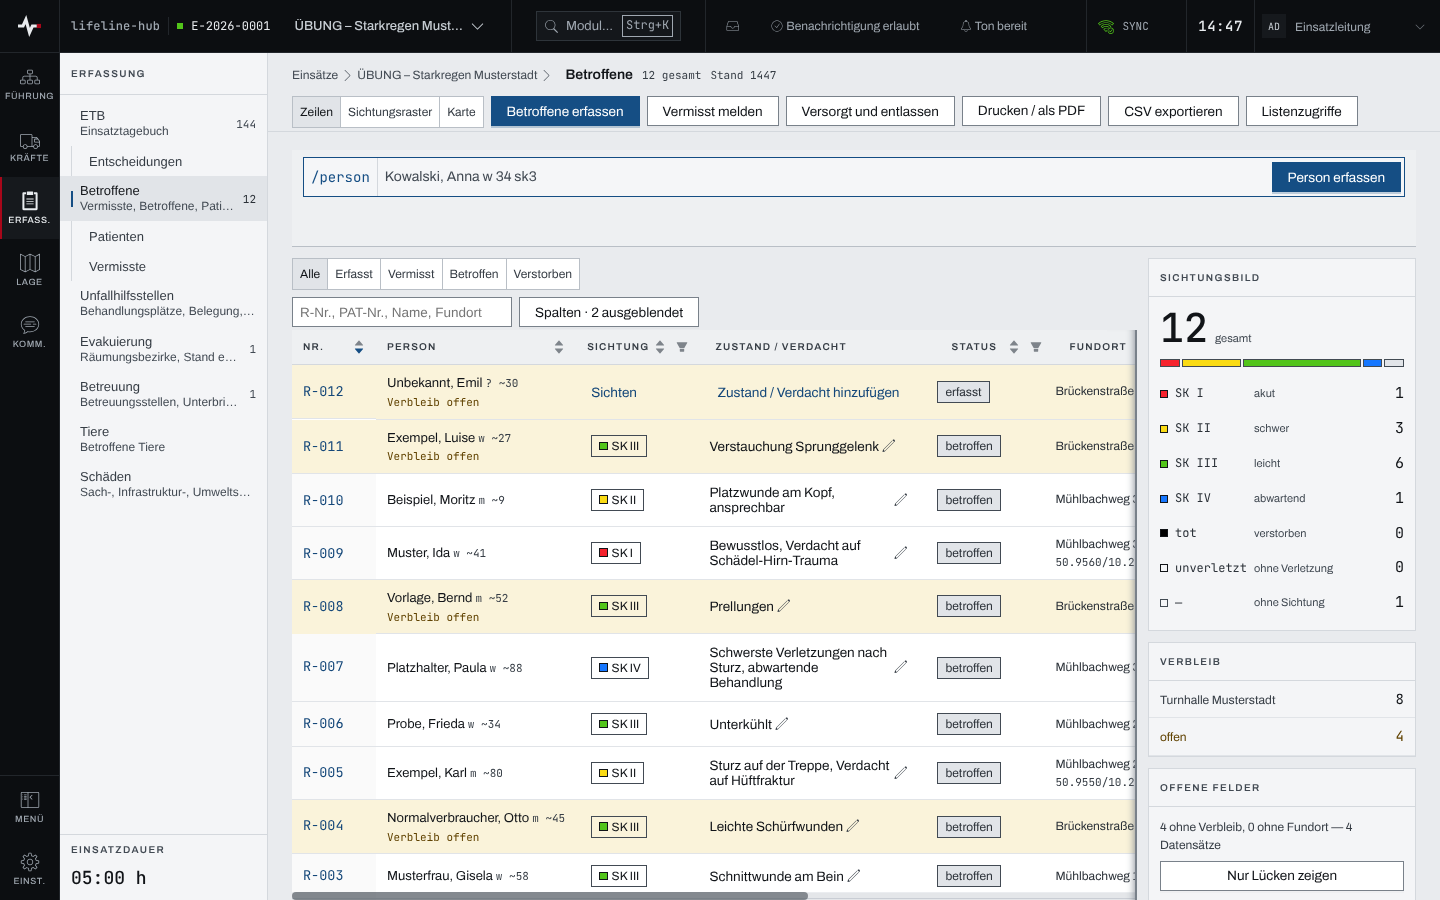 lifeline-hub
E-2026-0001
ÜBUNG – Starkregen Must...
Modul...
Strg+K
Benachrichtigung erlaubt
Ton bereit
SYNC
14:47
AD
Einsatzleitung
FÜHRUNG
KRÄFTE
ERFASS.
LAGE
KOMM.
MENÜ
EINST.
ERFASSUNG
ETB
Einsatztagebuch
144
Entscheidungen
Betroffene
Vermisste, Betroffene, Pati...
12
Patienten
Vermisste
Unfallhilfsstellen
Behandlungsplätze, Belegung,...
Evakuierung
Räumungsbezirke, Stand e...
1
Betreuung
Betreuungsstellen, Unterbri...
1
Tiere
Betroffene Tiere
Schäden
Sach-, Infrastruktur-, Umwelts...
EINSATZDAUER
05:00 h
Einsätze
ÜBUNG – Starkregen Musterstadt
Betroffene
12 gesamt
Stand 1447
Zeilen
Sichtungsraster
Karte
Betroffene erfassen
Vermisst melden
Versorgt und entlassen
Drucken / als PDF
CSV exportieren
Listenzugriffe
/person
Kowalski, Anna w 34 sk3
Person erfassen
Alle
Erfasst
Vermisst
Betroffen
Verstorben
R-Nr., PAT-Nr., Name, Fundort
Spalten · 2 ausgeblendet
NR.
PERSON
SICHTUNG
ZUSTAND / VERDACHT
STATUS
FUNDORT
R-012
Unbekannt, Emil ? ~30
Verbleib offen
Sichten
Zustand / Verdacht hinzufügen
erfasst
Brückenstraße
R-011
Exempel, Luise w ~27
Verbleib offen
SK III
Verstauchung Sprunggelenk
betroffen
Brückenstraße
R-010
Beispiel, Moritz m ~9
SK II
Platzwunde am Kopf,
ansprechbar
betroffen
Mühlbachweg
R-009
Muster, Ida w ~41
SK I
Bewusstlos, Verdacht auf
Schädel-Hirn-Trauma
betroffen
Mühlbachweg
50.9560/10.2
R-008
Vorlage, Bernd m ~52
Verbleib offen
SK III
Prellungen
betroffen
Brückenstraße
R-007
Platzhalter, Paula w ~88
SK IV
Schwerste Verletzungen nach
Sturz, abwartende
Behandlung
betroffen
Mühlbachweg
R-006
Probe, Frieda w ~34
SK III
Unterkühlt
betroffen
Mühlbachweg
R-005
Exempel, Karl m ~80
SK II
Sturz auf der Treppe, Verdacht
auf Hüftfraktur
betroffen
Mühlbachweg
50.9550/10.2
R-004
Normalverbraucher, Otto m ~45
Verbleib offen
SK III
Leichte Schürfwunden
betroffen
Brückenstraße
R-003
Musterfrau, Gisela w ~58
SK III
Schnittwunde am Bein
betroffen
Mühlbachweg
SICHTUNGSBILD
12 gesamt
SK I akut 1
SK II schwer 3
SK III leicht 6
SK IV abwartend 1
tot verstorben 0
unverletzt ohne Verletzung 0
– ohne Sichtung 1
VERBLEIB
Turnhalle Musterstadt 8
offen 4
OFFENE FELDER
4 ohne Verbleib, 0 ohne Fundort — 4
Datensätze
Nur Lücken zeigen